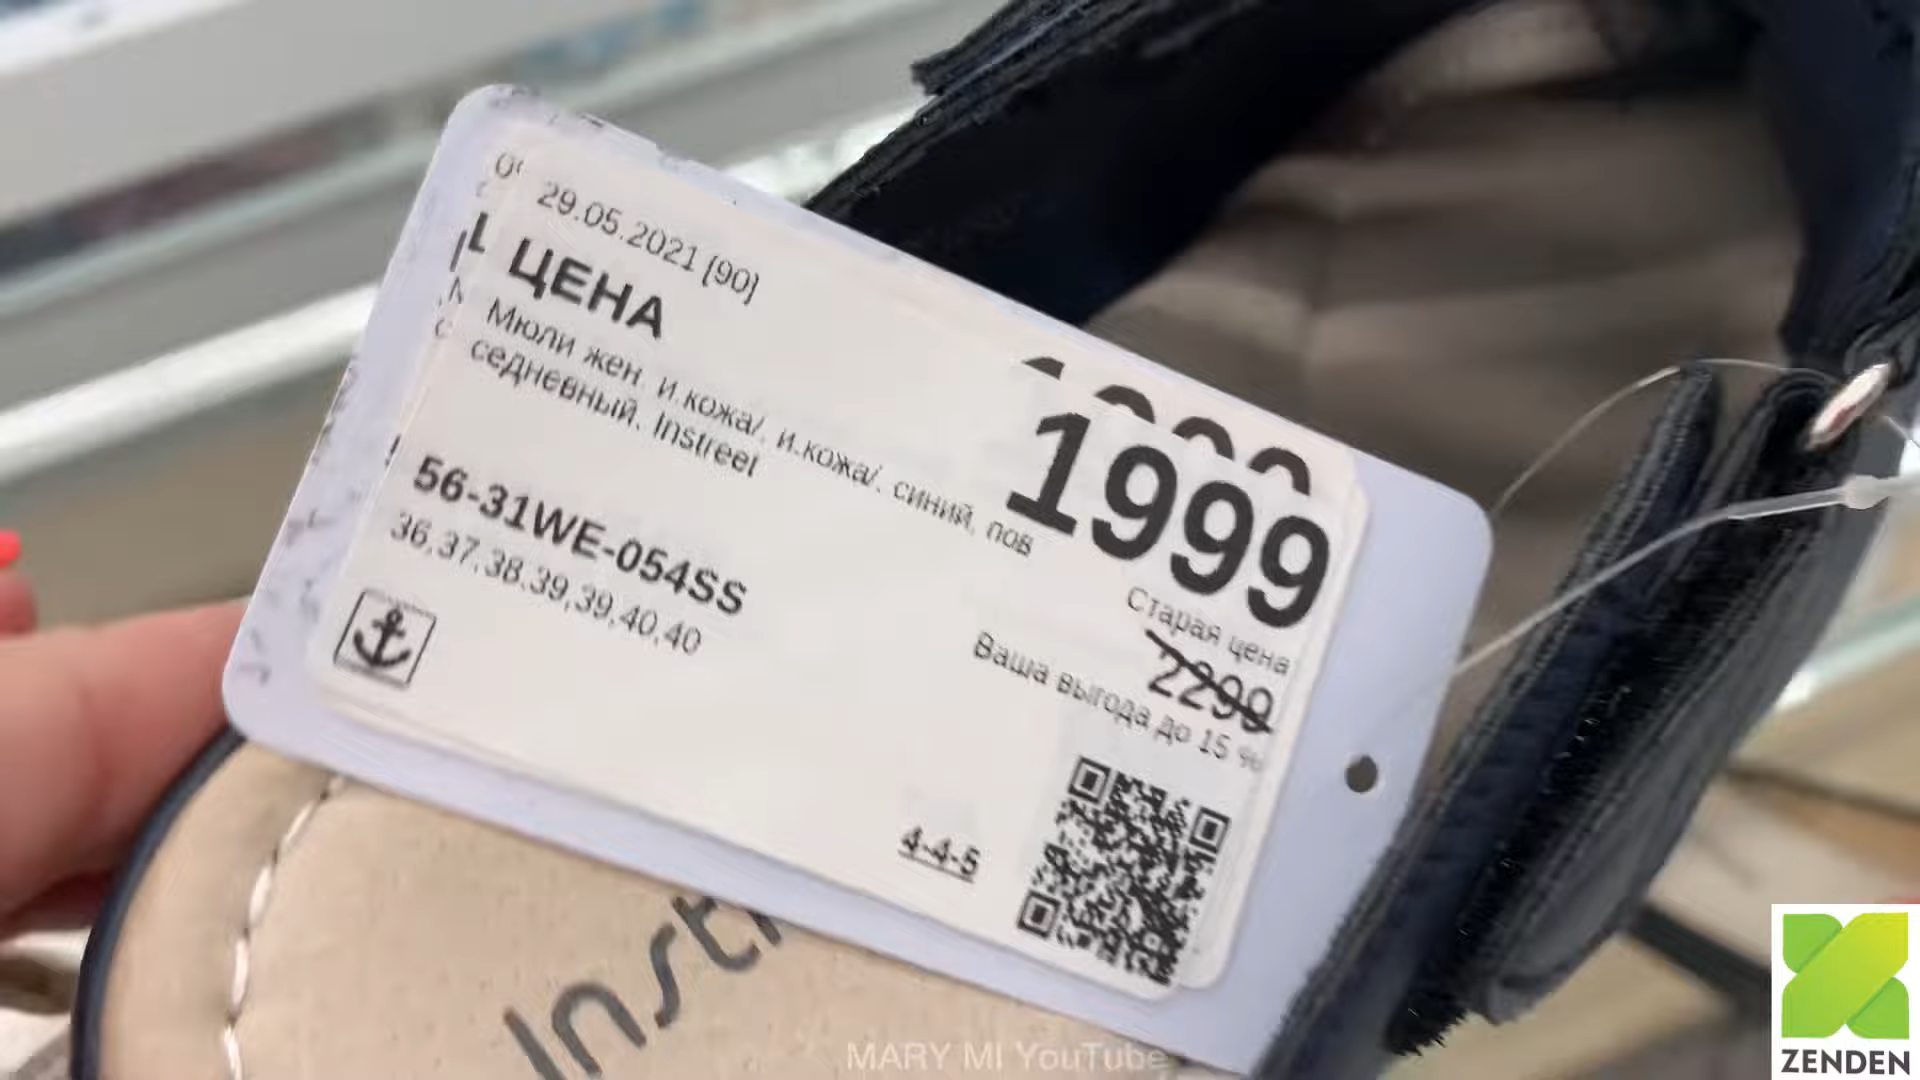 29.05.2021 [90]
ЦЕНА
Мюли жен. и.кожа/. и.кожа/. синий, пов
седневный. Instreet
1999
56-31WE-054SS
36,37,38,39,39,40,40
Старая цена
2299
Ваша выгода до 15 %
4-4-5
MARY MI YouTube
ZENDEN